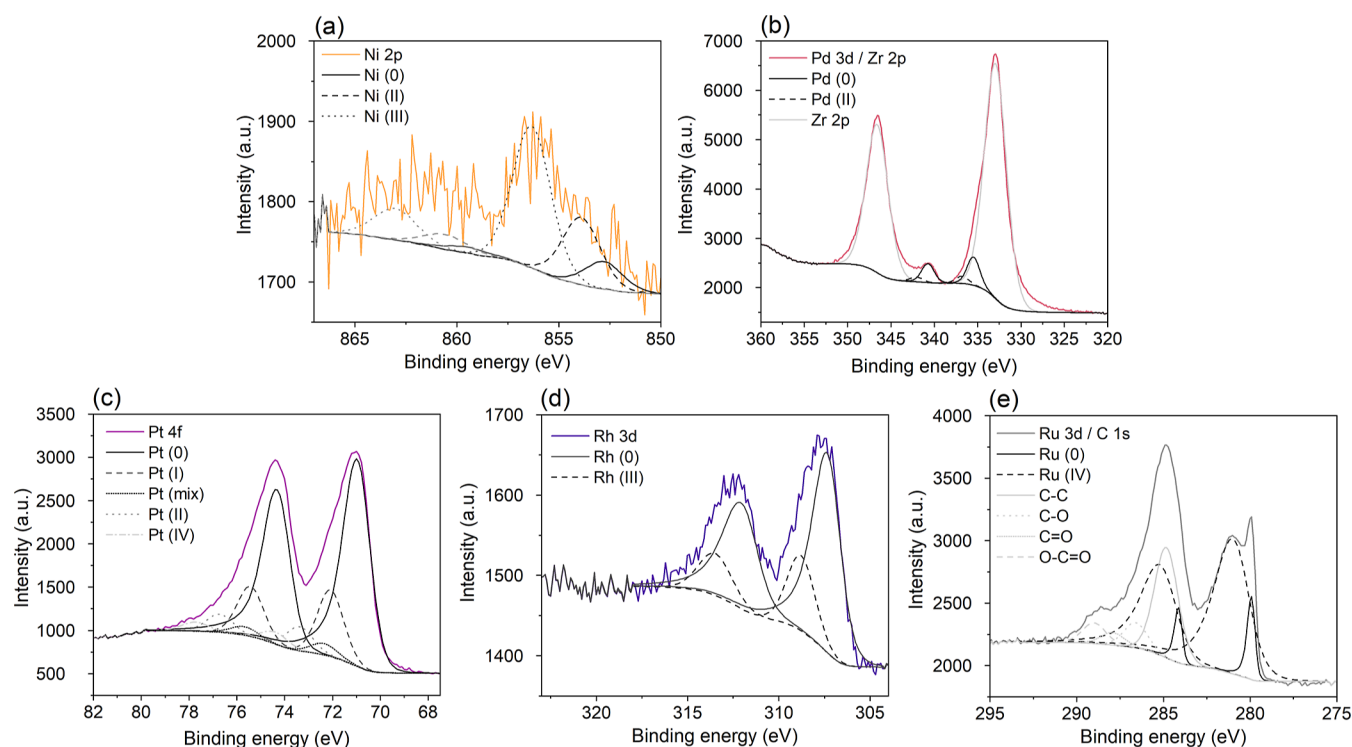 (a)
2000
1900
1800
1700
Intensity (a.u.)
Ni 2p
Ni (0)
Ni (II)
Ni (III)
865
860
855
850
Binding energy (eV)
(b)
7000
6000
5000
4000
3000
2000
Intensity (a.u.)
Pd 3d / Zr 2p
Pd (0)
Pd (II)
Zr 2p
360
355
350
345
340
335
330
325
320
Binding energy (eV)
(c)
3500
3000
2500
2000
1500
1000
500
Intensity (a.u.)
Pt 4f
Pt (0)
Pt (I)
Pt (mix)
Pt (II)
Pt (IV)
82
80
78
76
74
72
70
68
Binding energy (eV)
(d)
1700
1600
1500
1400
Intensity (a.u.)
Rh 3d
Rh (0)
Rh (III)
320
315
310
305
Binding energy (eV)
(e)
4000
3500
3000
2500
2000
Intensity (a.u.)
Ru 3d / C 1s
Ru (0)
Ru (IV)
C-C
C-O
C=O
O-C=O
295
290
285
280
275
Binding energy (eV)